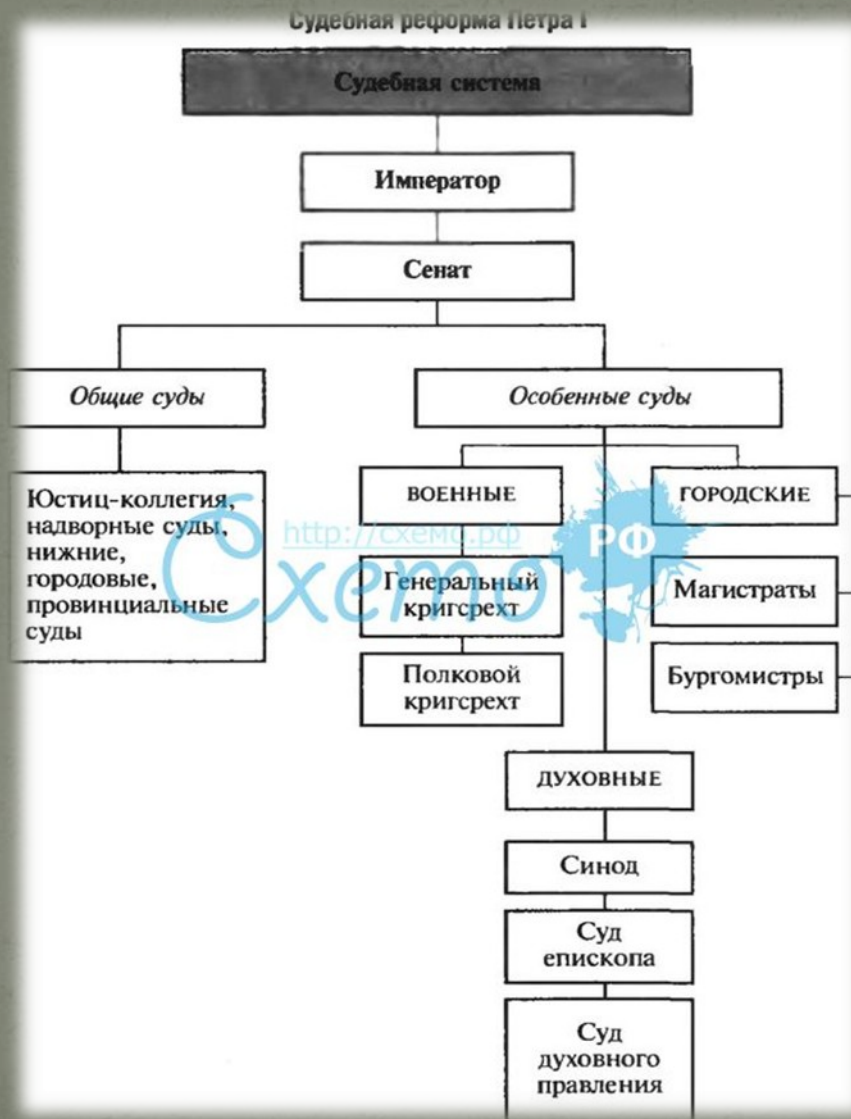 Судебная реформа Петра I
Судебная система
Император
Сенат
Общие суды
Особенные суды
Юстиц-коллегия,
надворные суды,
нижние,
городовые,
провинциальные
суды
ВОЕННЫЕ
Генеральный
кригсрехт
Полковой
кригсрехт
ГОРОДСКИЕ
Магистраты
Бургомистры
ДУХОВНЫЕ
Синод
Суд
епископа
Суд
духовного
правления
http://схемо.рф
Схемо РФ